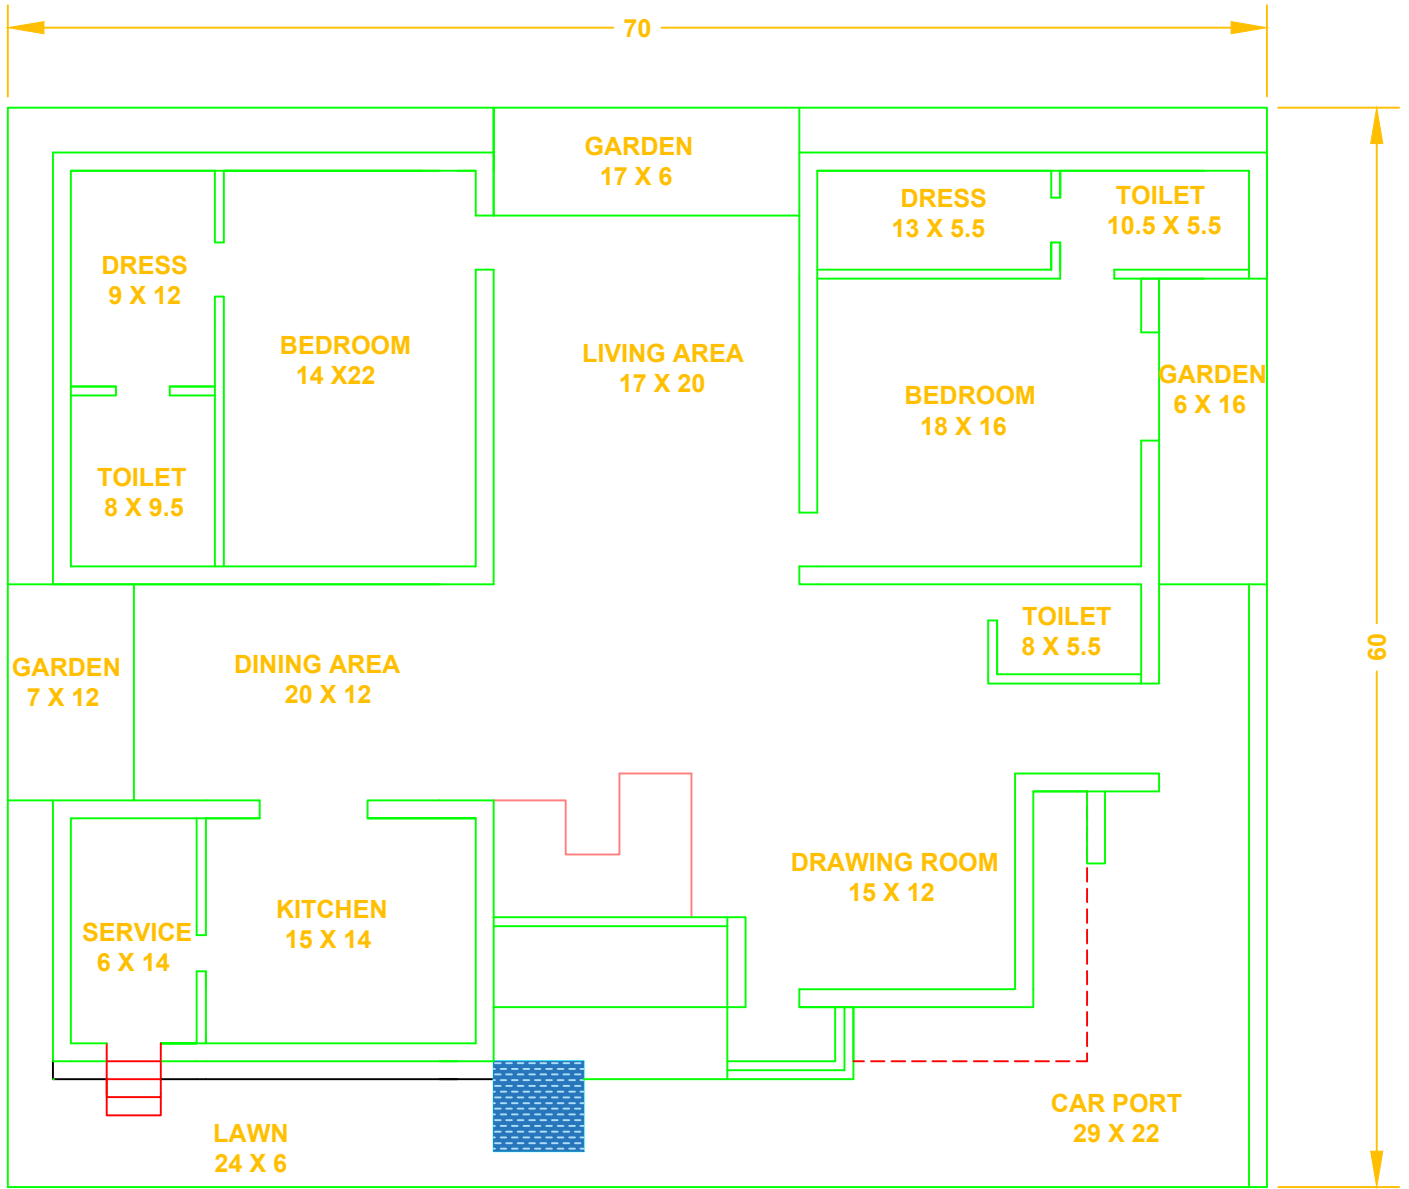 70
GARDEN
17 X 6
DRESS
13 X 5.5
TOILET
10.5 X 5.5
DRESS
9 X 12
BEDROOM
14 X22
LIVING AREA
17 X 20
BEDROOM
18 X 16
GARDEN
6 X 16
TOILET
8 X 9.5
TOILET
8 X 5.5
60
GARDEN
7 X 12
DINING AREA
20 X 12
DRAWING ROOM
15 X 12
KITCHEN
15 X 14
SERVICE
6 X 14
CAR PORT
29 X 22
LAWN
24 X 6